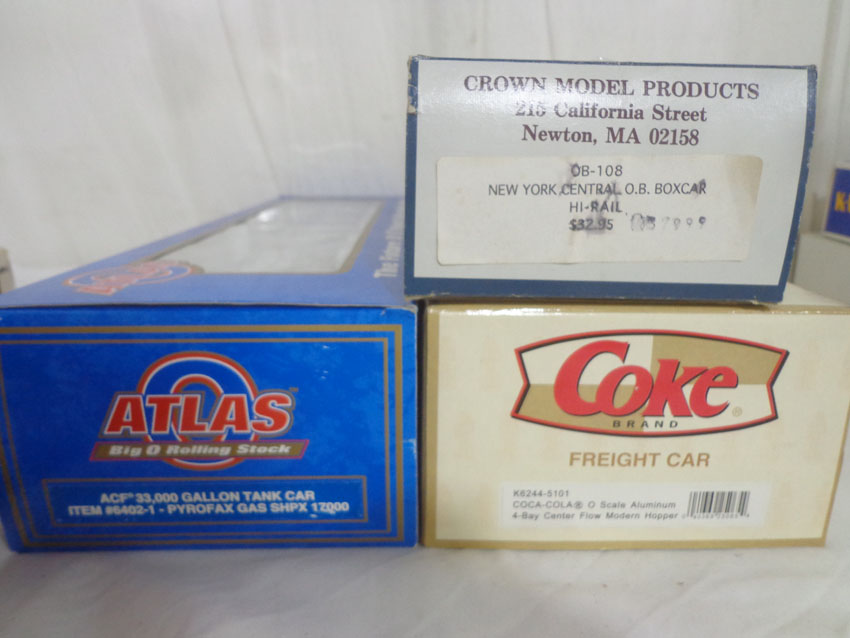 CROWN MODEL PRODUCTS
215 California Street
Newton, MA 02158
OB-108
NEW YORK CENTRAL O.B. BOXCAR
HI-RAIL
$32.95
ATLAS
Big O Rolling Stock
ACF® 33,000 GALLON TANK CAR
ITEM #6402-1 - PYROFAX GAS SHPX 17000
Coke®
BRAND
FREIGHT CAR
K6244-5101
COCA-COLA® O Scale Aluminum
4-Bay Center Flow Modern Hopper